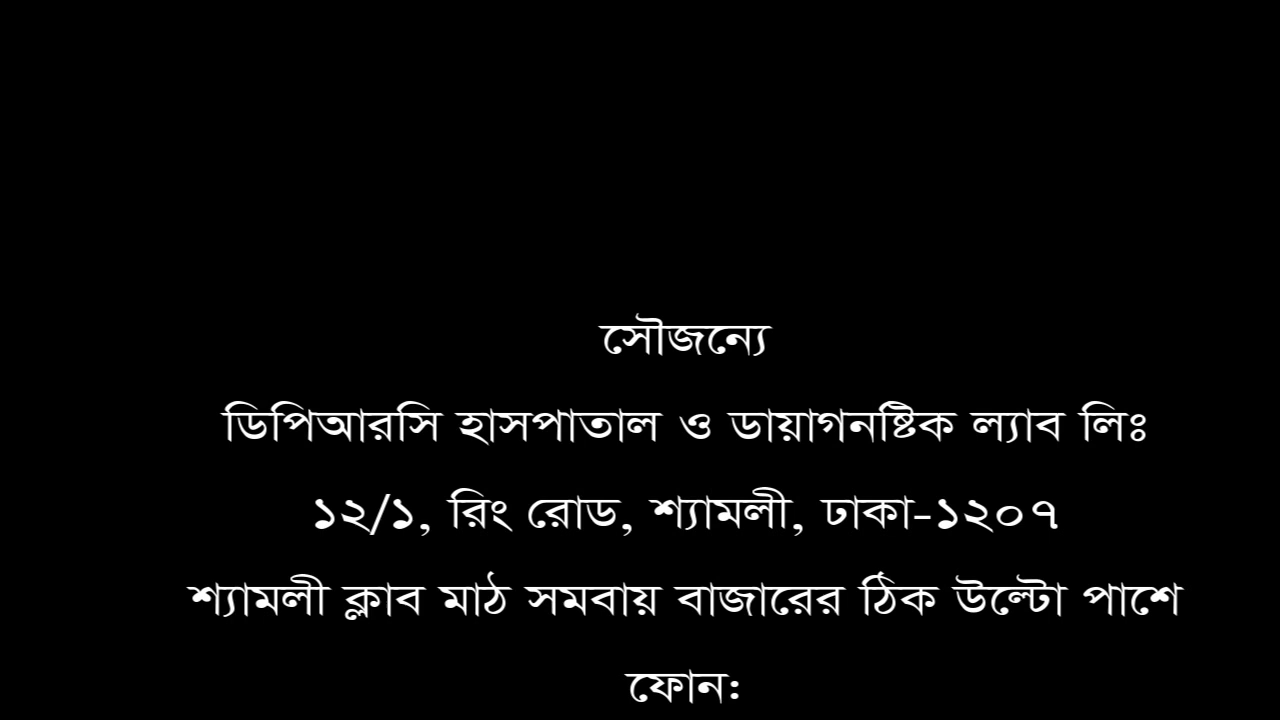 সৌজন্যে
ডিপিআরসি হাসপাতাল ও ডায়াগনষ্টিক ল্যাব লিঃ
১২/১, রিং রোড, শ্যামলী, ঢাকা-১২০৭
শ্যামলী ক্লাব মাঠ সমবায় বাজারের ঠিক উল্টো পাশে
ফোন: